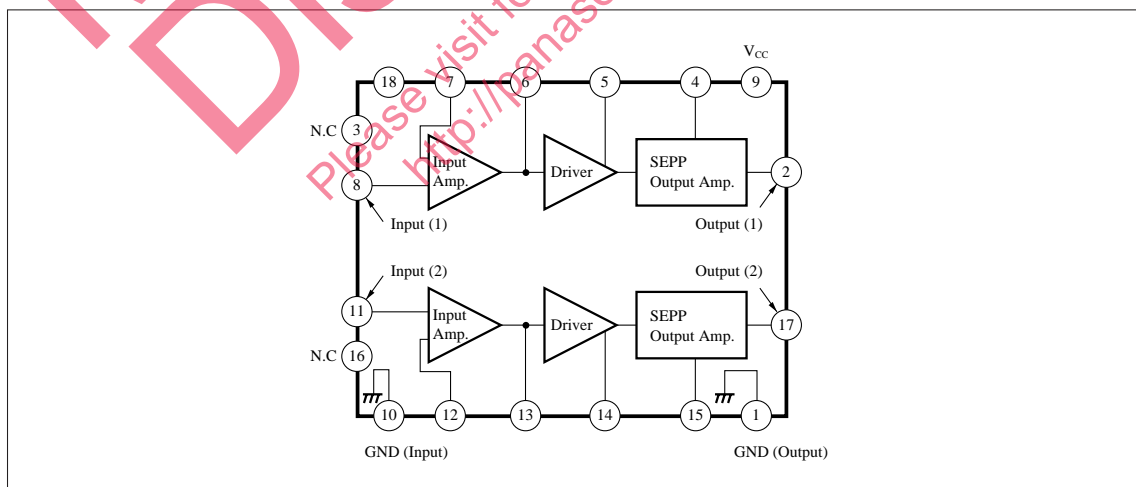 Dis
Please visit fo
http://panaso
V_CC
18
7
6
5
4
9
N.C
3
8
Input Amp.
Driver
SEPP
Output Amp.
2
Input (1)
Output (1)
Input (2)
Output (2)
11
Input Amp.
Driver
SEPP
Output Amp.
17
N.C
16
10
12
13
14
15
1
GND (Input)
GND (Output)